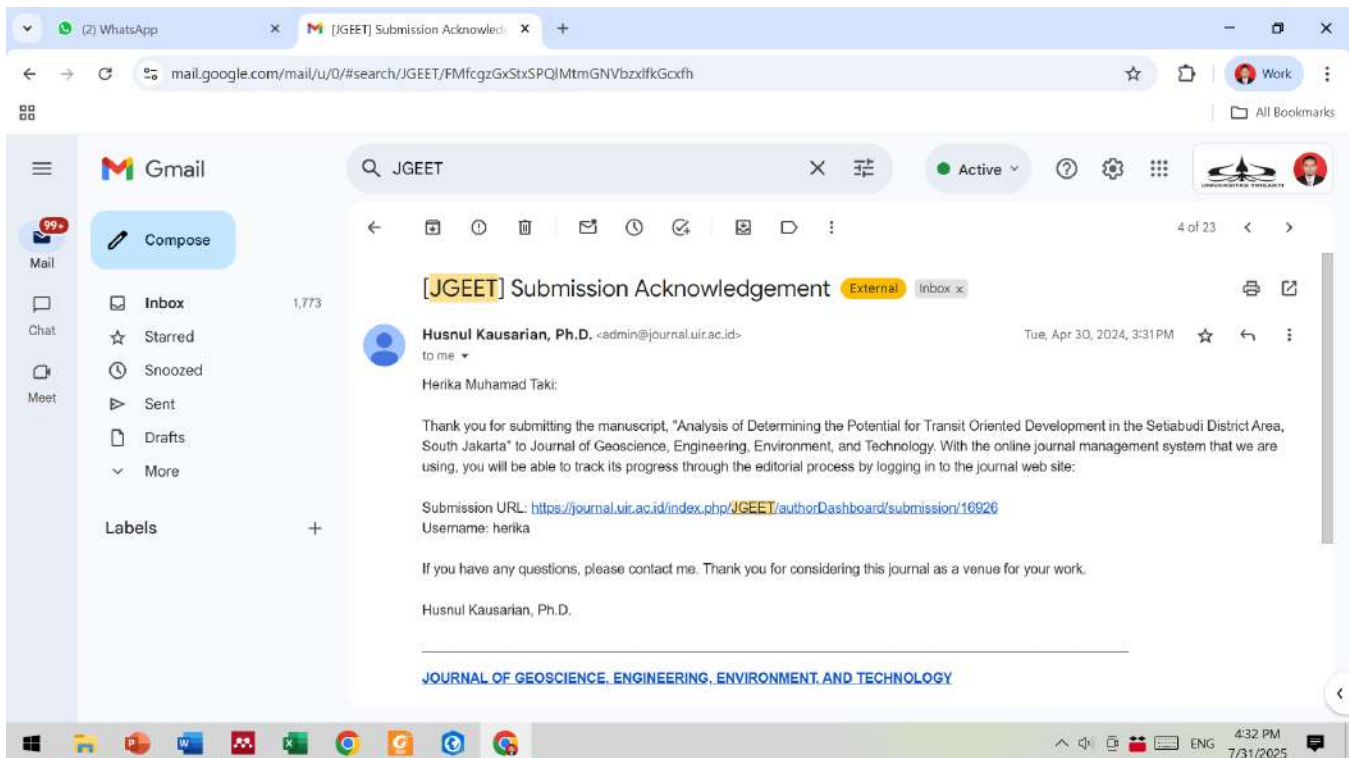 (2) WhatsApp
[JGEET] Submission Acknowled
mail.google.com/mail/u/0/#search/JGEET/FMfcgzGxStxSPQlMtmGNVbzxlfkGcxfh
Work
All Bookmarks
Gmail
JGEET
Active
UNIVERSITAS TRISAKTI
99+
Mail
Compose
4 of 23
Chat
Meet
Inbox 1,773
Starred
Snoozed
Sent
Drafts
More
Labels
[JGEET] Submission Acknowledgement External Inbox x
Husnul Kausarian, Ph.D. <admin@journal.uir.ac.id> Tue, Apr 30, 2024, 3:31 PM
to me
Herika Muhamad Taki:
Thank you for submitting the manuscript, "Analysis of Determining the Potential for Transit Oriented Development in the Setiabudi District Area,
South Jakarta" to Journal of Geoscience, Engineering, Environment, and Technology. With the online journal management system that we are
using, you will be able to track its progress through the editorial process by logging in to the journal web site:
Submission URL: https://journal.uir.ac.id/index.php/JGEET/authorDashboard/submission/16926
Username: herika
If you have any questions, please contact me. Thank you for considering this journal as a venue for your work.
Husnul Kausarian, Ph.D.
JOURNAL OF GEOSCIENCE, ENGINEERING, ENVIRONMENT, AND TECHNOLOGY
ENG
4:32 PM
7/31/2025